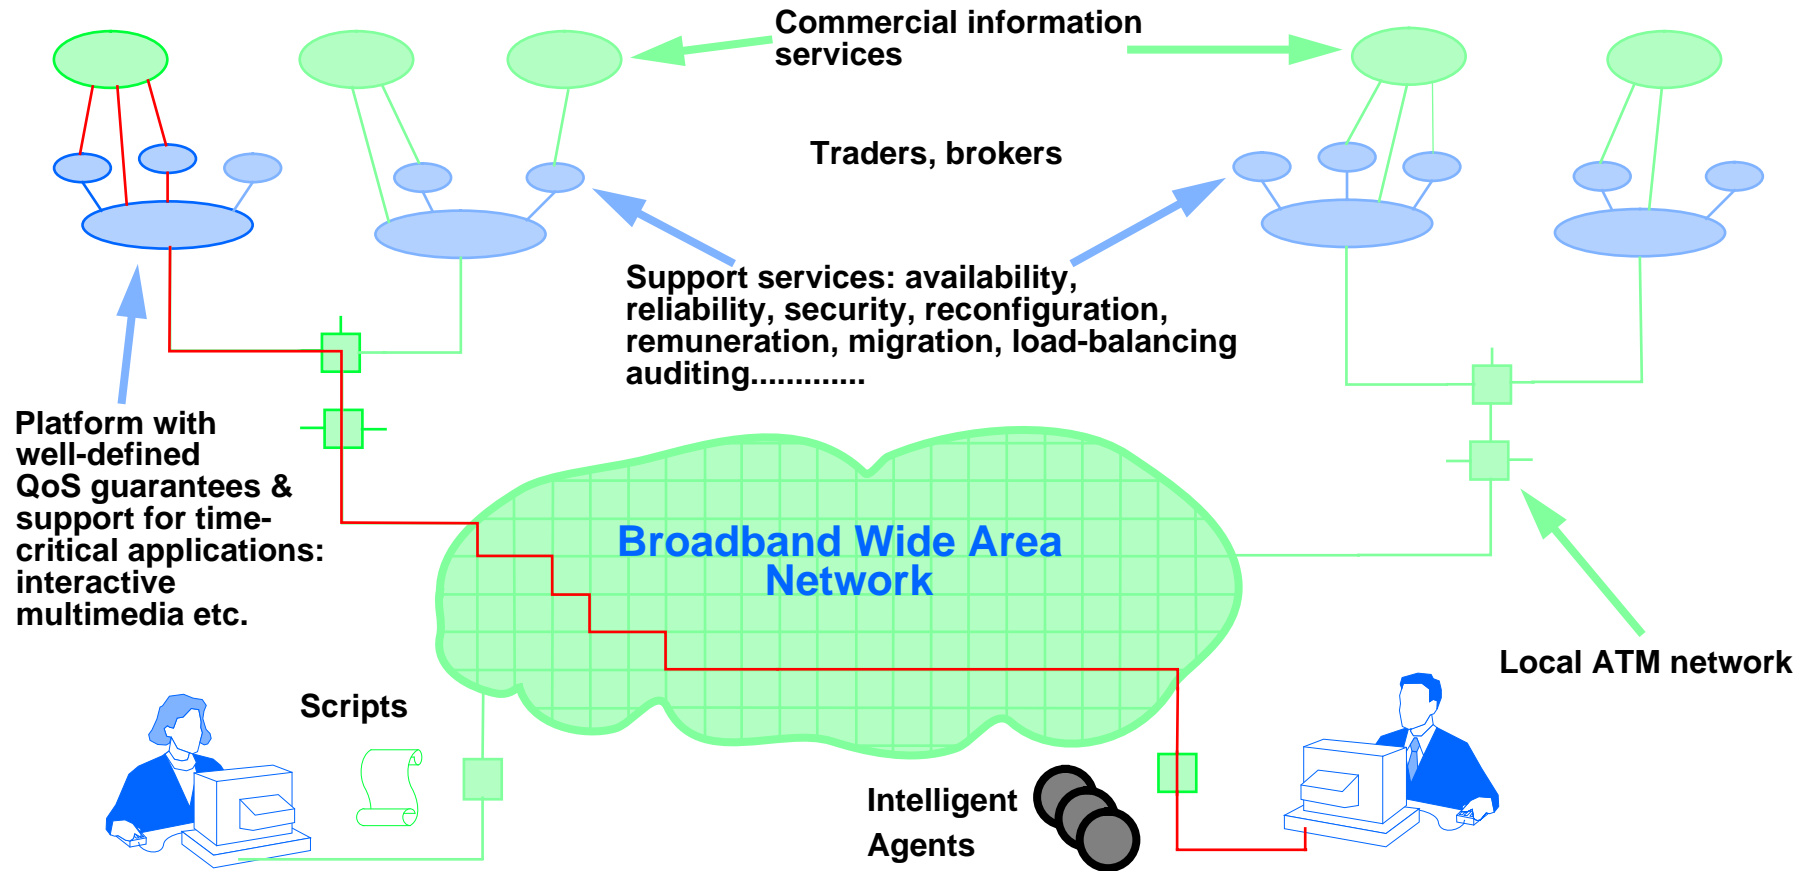 Commercial information
services
Traders, brokers
Support services: availability,
reliability, security, reconfiguration,
remuneration, migration, load-balancing
auditing.............
Platform with
well-defined
QoS guarantees &
support for time-
critical applications:
interactive
multimedia etc.
Broadband Wide Area
Network
Local ATM network
Scripts
Intelligent
Agents